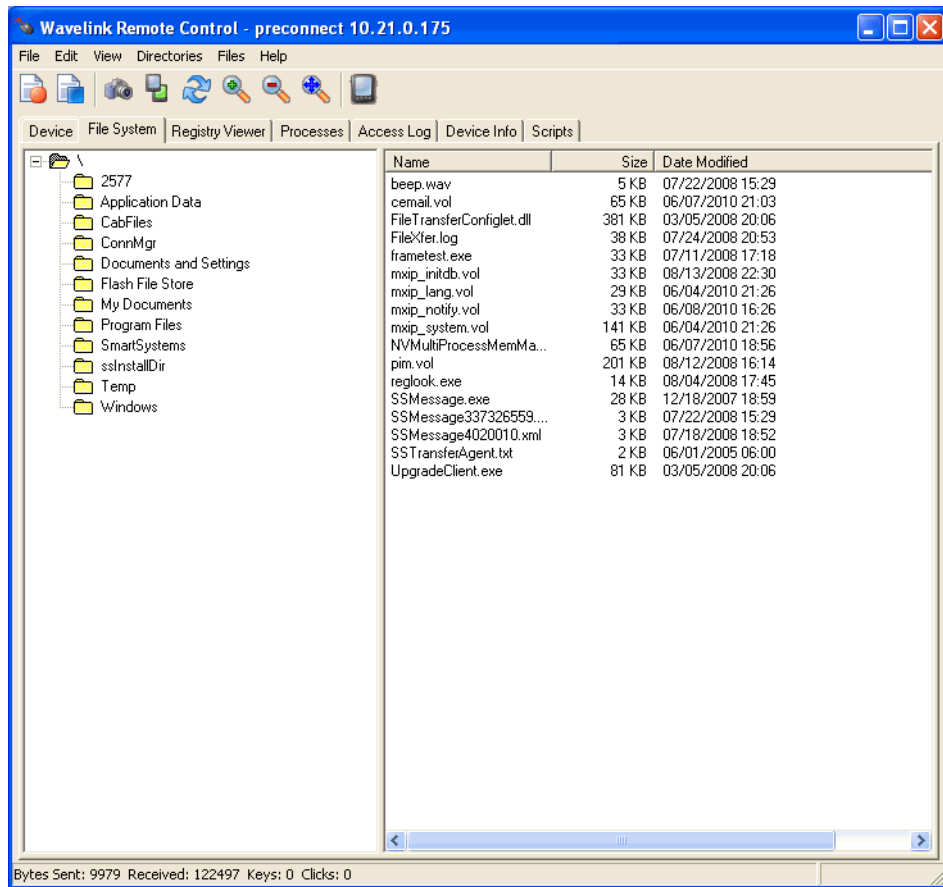 Wavelink Remote Control - preconnect 10.21.0.175
File Edit View Directories Files Help
Device File System Registry Viewer Processes Access Log Device Info Scripts
\
2577
Application Data
CabFiles
ConnMgr
Documents and Settings
Flash File Store
My Documents
Program Files
SmartSystems
ssInstallDir
Temp
Windows
Name Size Date Modified
beep.wav 5 KB 07/22/2008 15:29
cemail.vol 65 KB 06/07/2010 21:03
FileTransferConfiglet.dll 381 KB 03/05/2008 20:06
FileXfer.log 38 KB 07/24/2008 20:53
frametest.exe 33 KB 07/11/2008 17:18
mxip_initdb.vol 33 KB 08/13/2008 22:30
mxip_lang.vol 29 KB 06/04/2010 21:26
mxip_notify.vol 33 KB 06/08/2010 16:26
mxip_system.vol 141 KB 06/04/2010 21:26
NVMultiProcessMemMa... 65 KB 06/07/2010 18:56
pim.vol 201 KB 08/12/2008 16:14
reglook.exe 14 KB 08/04/2008 17:45
SSMessage.exe 28 KB 12/18/2007 18:59
SSMessage337326559.... 3 KB 07/22/2008 15:29
SSMessage4020010.xml 3 KB 07/18/2008 18:52
SSTransferAgent.txt 2 KB 06/01/2005 06:00
UpgradeClient.exe 81 KB 03/05/2008 20:06
Bytes Sent: 9979 Received: 122497 Keys: 0 Clicks: 0